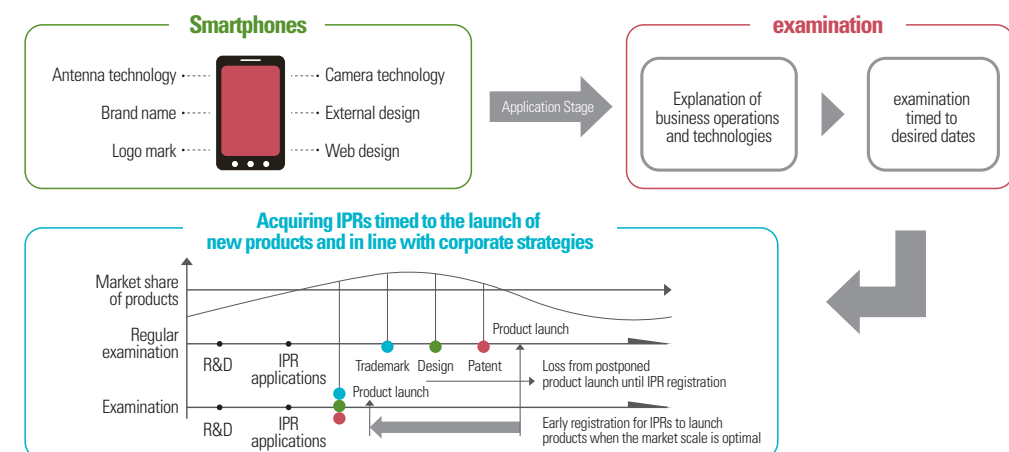 Smartphones
Antenna technology
Brand name
Logo mark
Camera technology
External design
Web design
Application Stage
examination
Explanation of
business operations
and technologies
examination
timed to
desired dates
Acquiring IPRs timed to the launch of
new products and in line with corporate strategies
Market share
of products
Regular
examination
R&D
IPR
applications
Trademark
Design
Patent
Product launch
Loss from postponed
product launch until IPR registration
Examination
R&D
IPR
applications
Product launch
Early registration for IPRs to launch
products when the market scale is optimal